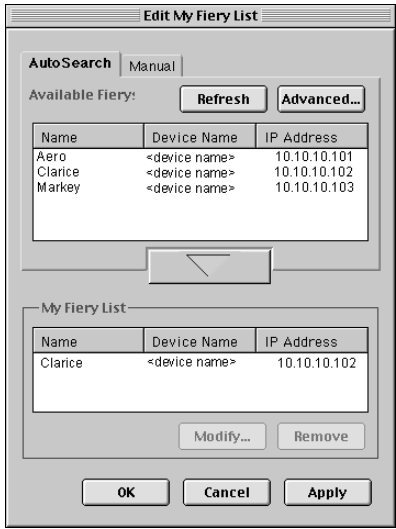 Edit My Fiery List
AutoSearch Manual
Available Fierys
Refresh Advanced...
Name Device Name IP Address
Aero <device name> 10.10.10.101
Clarice <device name> 10.10.10.102
Markey <device name> 10.10.10.103
My Fiery List
Name Device Name IP Address
Clarice <device name> 10.10.10.102
Modify... Remove
OK Cancel Apply